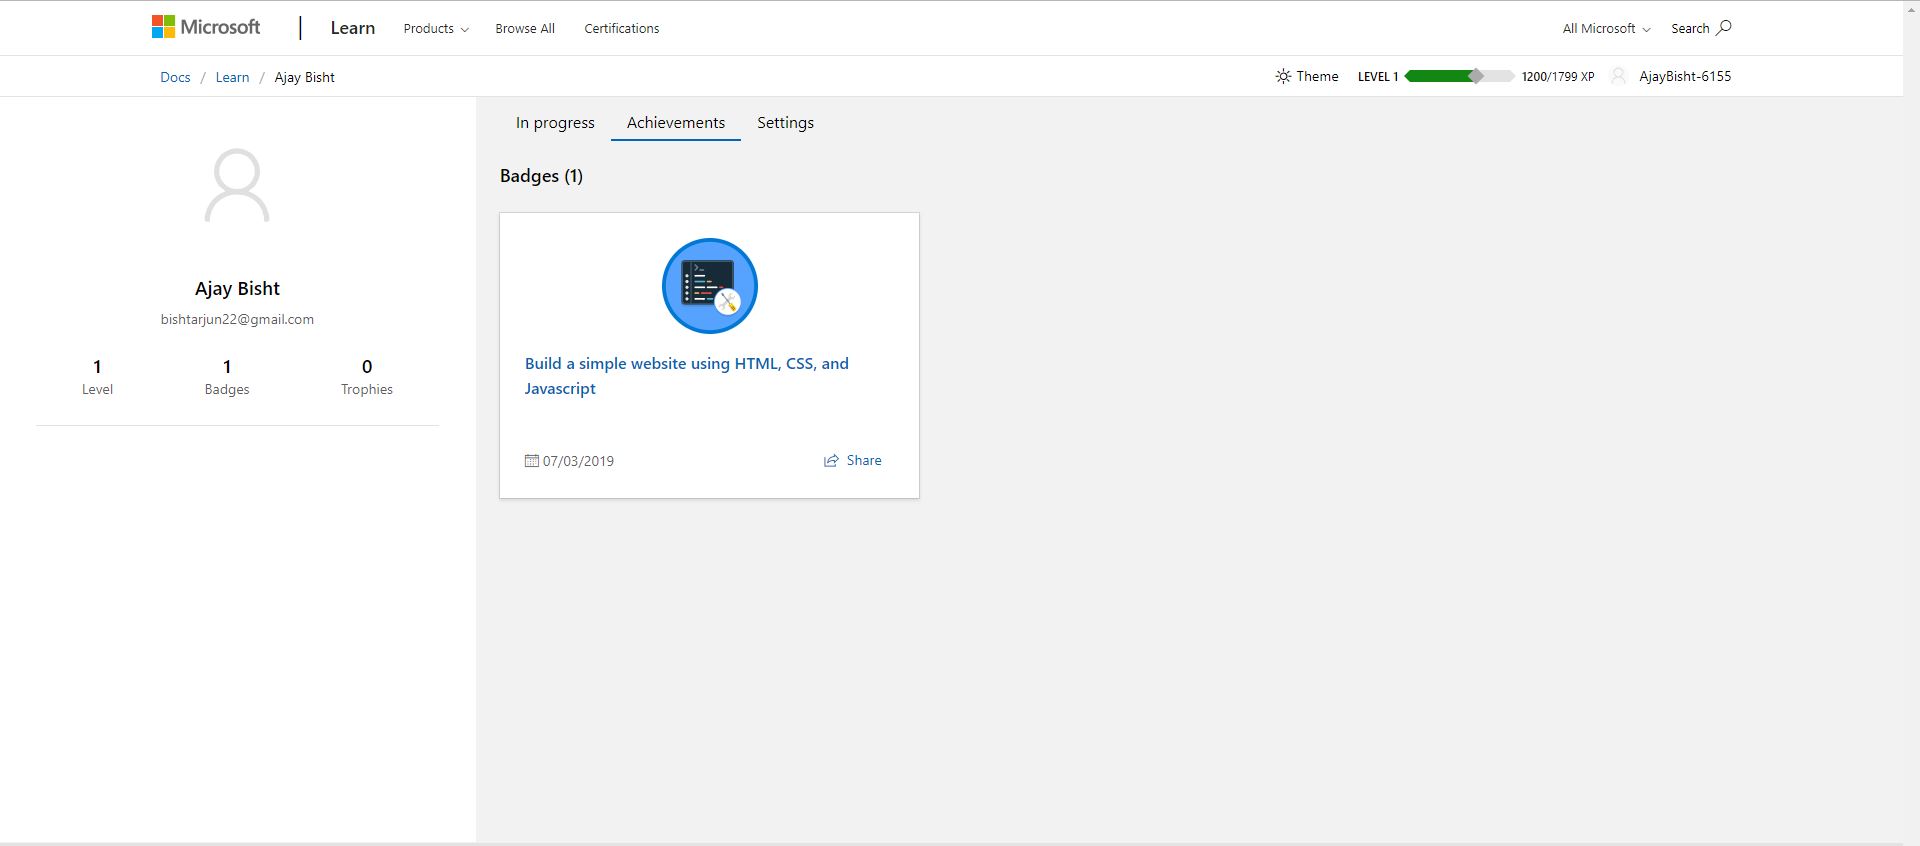 Microsoft | Learn Products Browse All Certifications All Microsoft Search
Docs / Learn / Ajay Bisht Theme LEVEL 1 1200/1799 XP AjayBisht-6155
In progress Achievements Settings
Badges (1)
Ajay Bisht
bishtarjun22@gmail.com
1 1 0
Level Badges Trophies
Build a simple website using HTML, CSS, and
Javascript
07/03/2019 Share